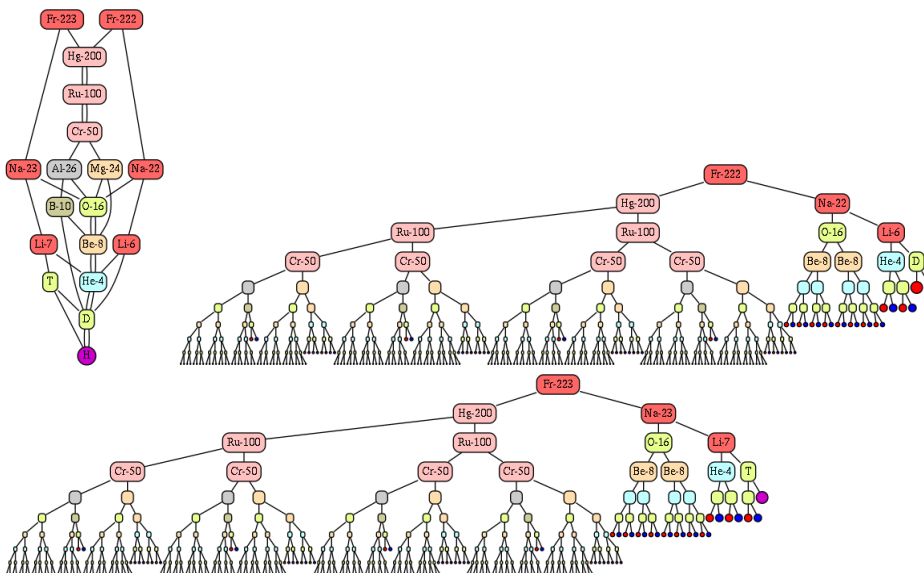 Fr-223 Fr-222
Hg-200
Ru-100
Cr-50
Na-23 Al-26 Mg-24 Na-22
B-10 O-16
Li-7 Be-8 Li-6
T He-4
D
H
Fr-222
Hg-200 Na-22
Ru-100 Ru-100 O-16 Li-6
Cr-50 Cr-50 Cr-50 Cr-50 Be-8 Be-8 He-4 D
Fr-223
Hg-200 Na-23
Ru-100 Ru-100 O-16 Li-7
Cr-50 Cr-50 Cr-50 Cr-50 Be-8 Be-8 He-4 T